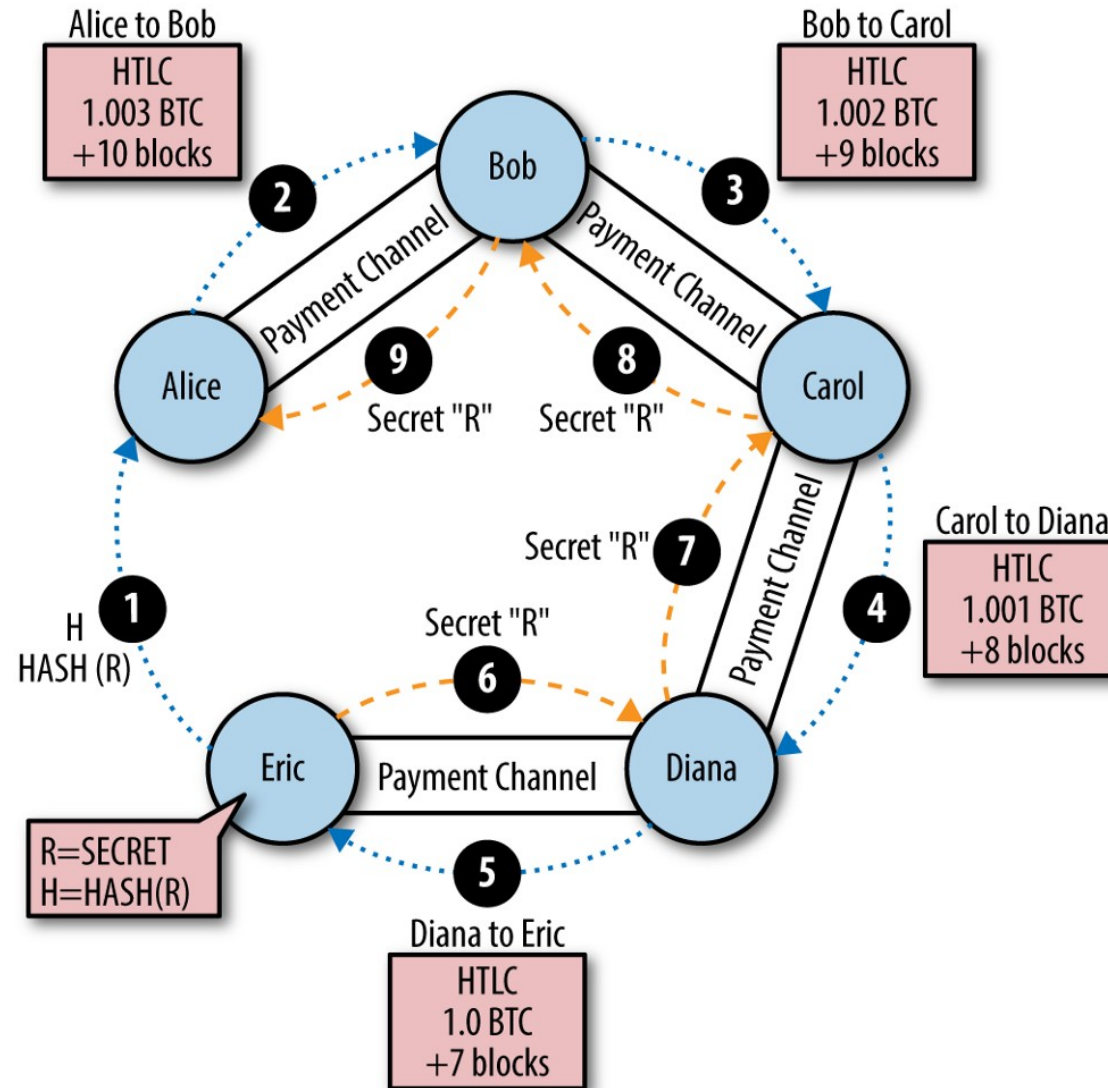 Alice to Bob
HTLC
1.003 BTC
+10 blocks
Bob to Carol
HTLC
1.002 BTC
+9 blocks
Bob
2
3
Payment Channel
Payment Channel
Alice
9
Secret "R"
8
Secret "R"
Carol
Secret "R"
7
Payment Channel
Carol to Diana
HTLC
1.001 BTC
+8 blocks
4
1
H
HASH (R)
Secret "R"
6
Eric
Payment Channel
Diana
R=SECRET
H=HASH(R)
5
Diana to Eric
HTLC
1.0 BTC
+7 blocks